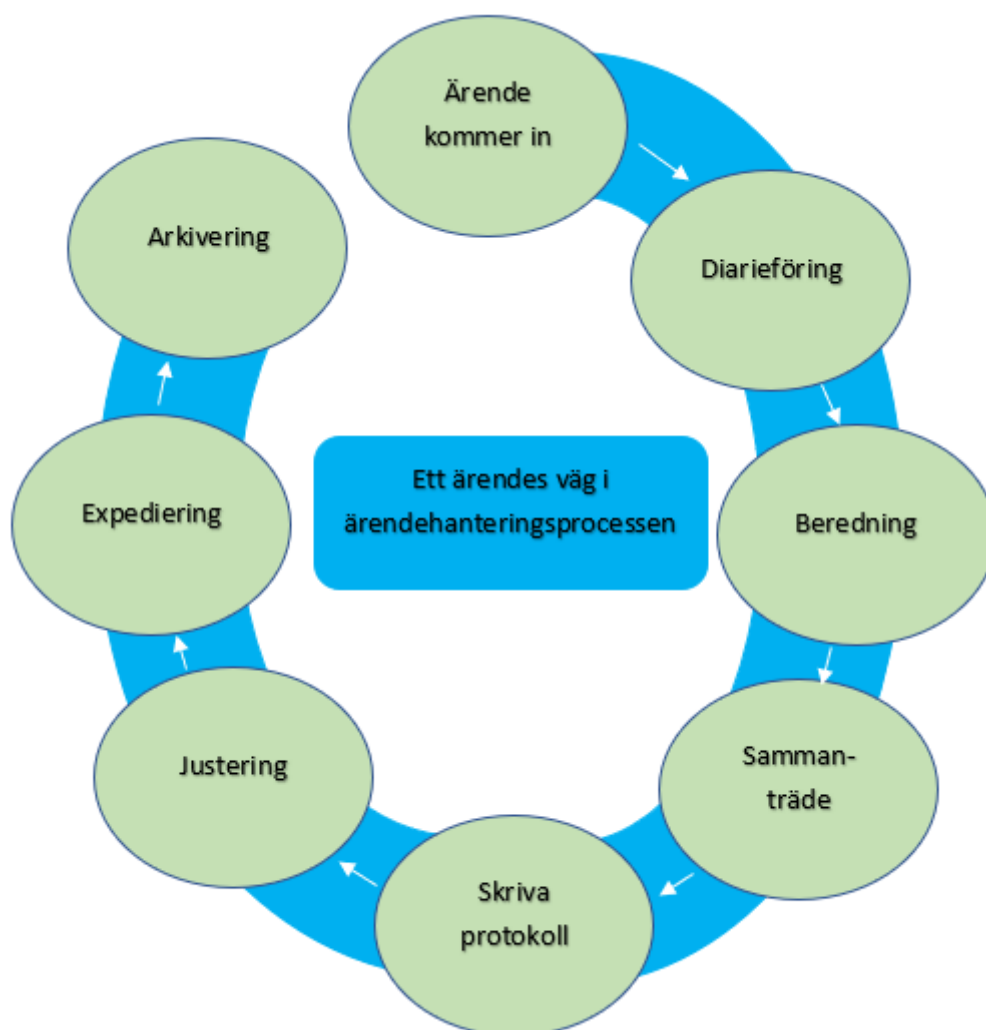 Ärende
kommer in
Diarieföring
Beredning
Samman-
träde
Skriva
protokoll
Justering
Expediering
Arkivering
Ett ärendes väg i
ärendehanteringsprocessen